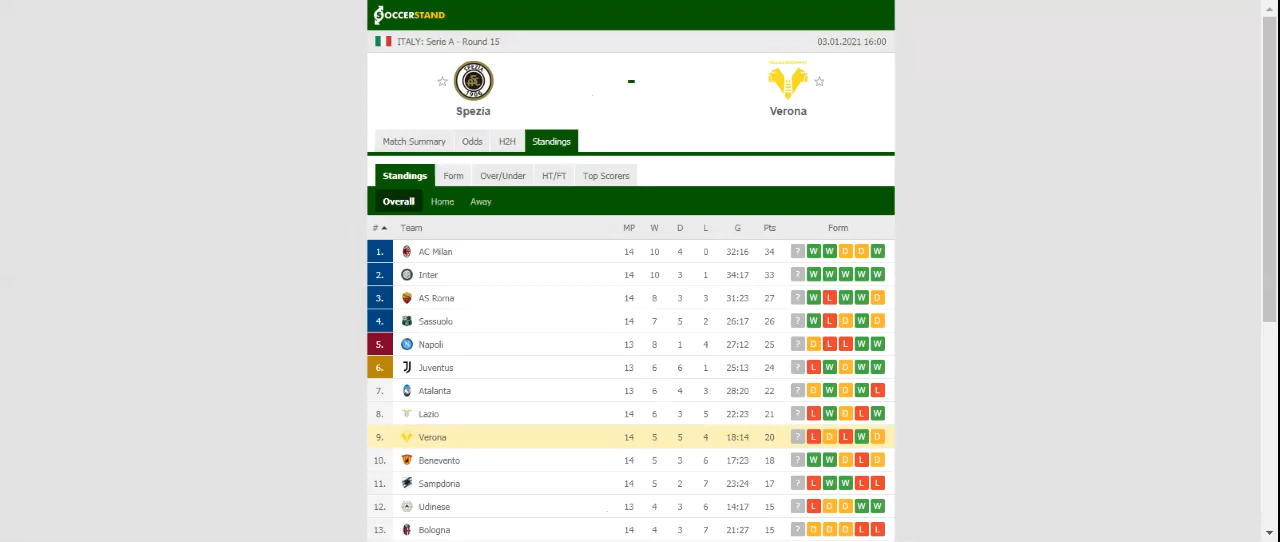 SOCCERSTAND
ITALY: Serie A - Round 15 03.01.2021 16:00
SPEZIA 1906 -
Spezia Verona
Match Summary Odds H2H Standings
Standings Form Over/Under HT/FT Top Scorers
Overall Home Away
# Team MP W D L G Pts Form
1. AC Milan 14 10 4 0 32:16 34 ? W W D D W
2. Inter 14 10 3 1 34:17 33 ? W W W W W
3. AS Roma 14 8 3 3 31:23 27 ? W L W W D
4. Sassuolo 14 7 5 2 26:17 26 ? W L D W D
5. Napoli 13 8 1 4 27:12 25 ? D L L W W
6. Juventus 13 6 6 1 25:13 24 ? L W D W W
7. Atalanta 13 6 4 3 28:20 22 ? D W D W L
8. Lazio 14 6 3 5 22:23 21 ? L W D L W
9. Verona 14 5 5 4 18:14 20 ? L D L W D
10. Benevento 14 5 3 6 17:23 18 ? W W D L D
11. Sampdoria 14 5 2 7 23:24 17 ? L W W L L
12. Udinese 13 4 3 6 14:17 15 ? L D D W W
13. Bologna 14 4 3 7 21:27 15 ? D D D L L